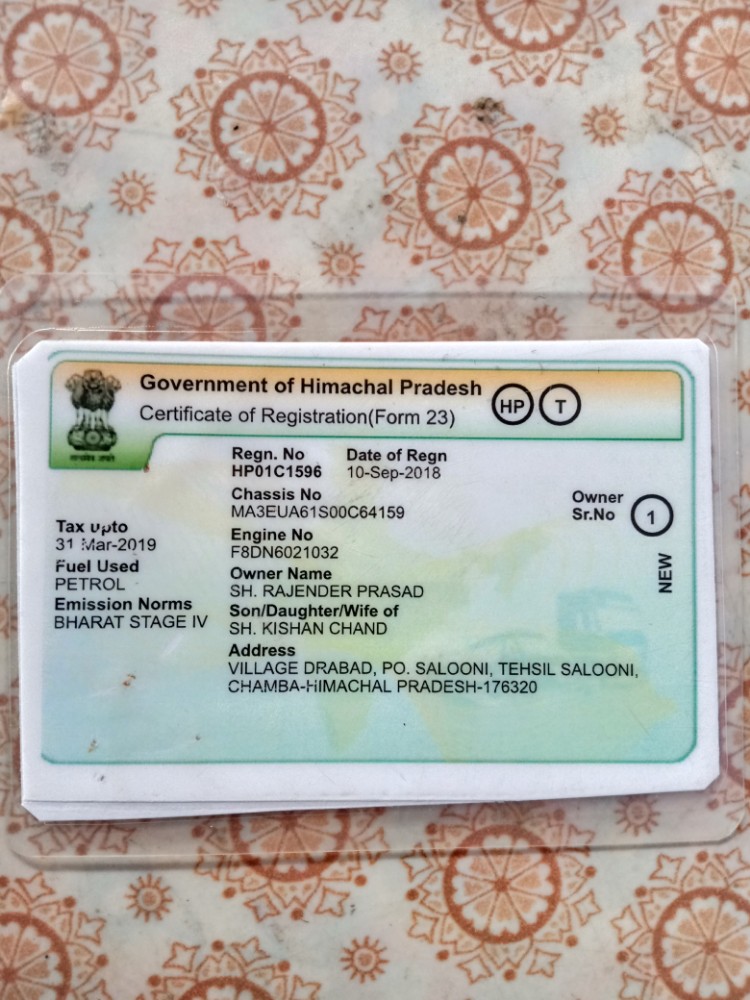 Government of Himachal Pradesh
Certificate of Registration(Form 23)
HP
T
Regn. No
HP01C1596
Date of Regn
10-Sep-2018
Chassis No
MA3EUA61S00C64159
Owner
Sr.No
1
NEW
Tax upto
31 Mar-2019
Fuel Used
PETROL
Emission Norms
BHARAT STAGE IV
Engine No
F8DN6021032
Owner Name
SH. RAJENDER PRASAD
Son/Daughter/Wife of
SH. KISHAN CHAND
Address
VILLAGE DRABAD, PO. SALOONI, TEHSIL SALOONI,
CHAMBA-HIMACHAL PRADESH-176320